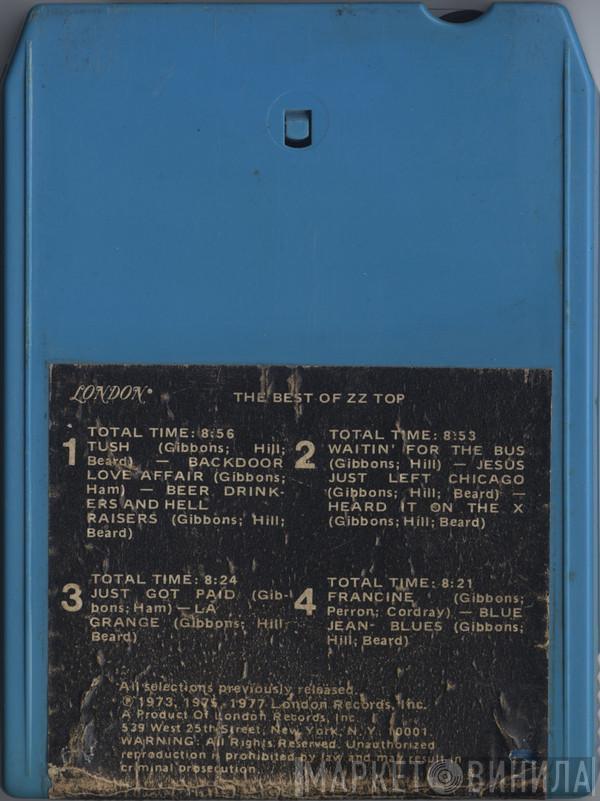 LONDON®
THE BEST OF ZZ TOP
1
TOTAL TIME: 8:56
TUSH (Gibbons; Hill;
Beard) — BACKDOOR
LOVE AFFAIR (Gibbons;
Ham) — BEER DRINK-
ERS AND HELL
RAISERS (Gibbons; Hill;
Beard)
2
TOTAL TIME: 8:53
WAITIN' FOR THE BUS
(Gibbons; Hill) — JESUS
JUST LEFT CHICAGO
(Gibbons; Hill; Beard) —
HEARD IT ON THE X
(Gibbons; Hill; Beard)
3
TOTAL TIME: 8:24
JUST GOT PAID (Gib-
bons; Ham) — LA
GRANGE (Gibbons; Hill;
Beard)
4
TOTAL TIME: 8:21
FRANCINE (Gibbons;
Perron; Cordray) — BLUE
JEAN- BLUES (Gibbons;
Hill; Beard)
All selections previously released.
℗ 1973, 1975, 1977 London Records, Inc.
A Product Of London Records, Inc.
539 West 25th Street, New York, N.Y. 10001.
WARNING: All Rights Reserved. Unauthorized
reproduction is prohibited by law and may result in
criminal prosecution.
МАРКЕТ ВИНИЛА